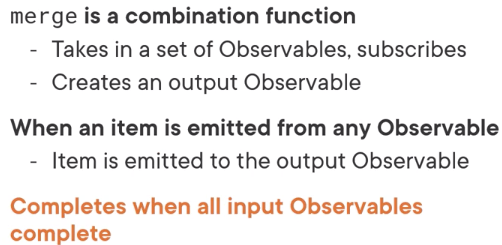 merge is a combination function
- Takes in a set of Observables, subscribes
- Creates an output Observable
When an item is emitted from any Observable
- Item is emitted to the output Observable
Completes when all input Observables
complete